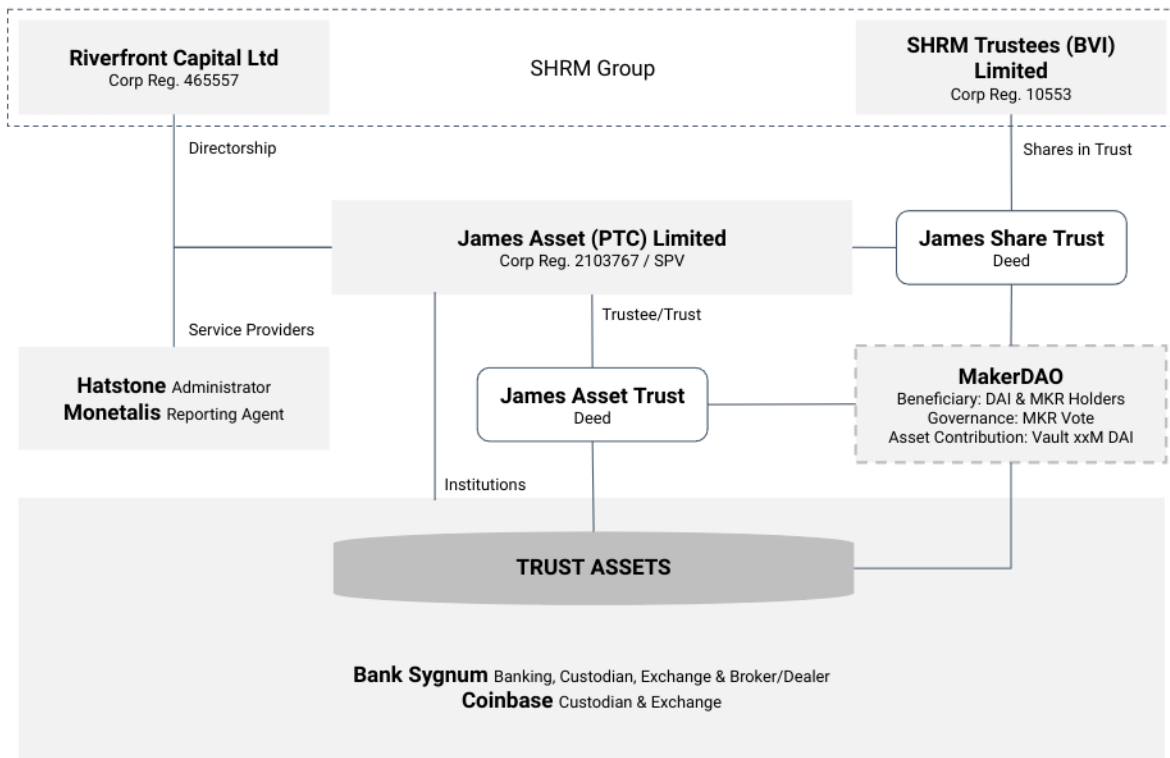 Riverfront Capital Ltd
Corp Reg. 465557
SHRM Group
SHRM Trustees (BVI)
Limited
Corp Reg. 10553
Directorship
Shares in Trust
James Asset (PTC) Limited
Corp Reg. 2103767 / SPV
James Share Trust
Deed
Service Providers
Trustee/Trust
Hatstone Administrator
Monetalis Reporting Agent
James Asset Trust
Deed
MakerDAO
Beneficiary: DAI & MKR Holders
Governance: MKR Vote
Asset Contribution: Vault xxM DAI
Institutions
TRUST ASSETS
Bank Sygnum Banking, Custodian, Exchange & Broker/Dealer
Coinbase Custodian & Exchange